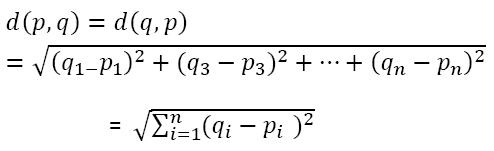 d(p, q) = d(q, p)
= √((q₁₋p₁)² + (q₃ − p₃)² + ⋯ + (qₙ − pₙ)²)
= √(∑ⁿᵢ₌₁(qᵢ − pᵢ )²)